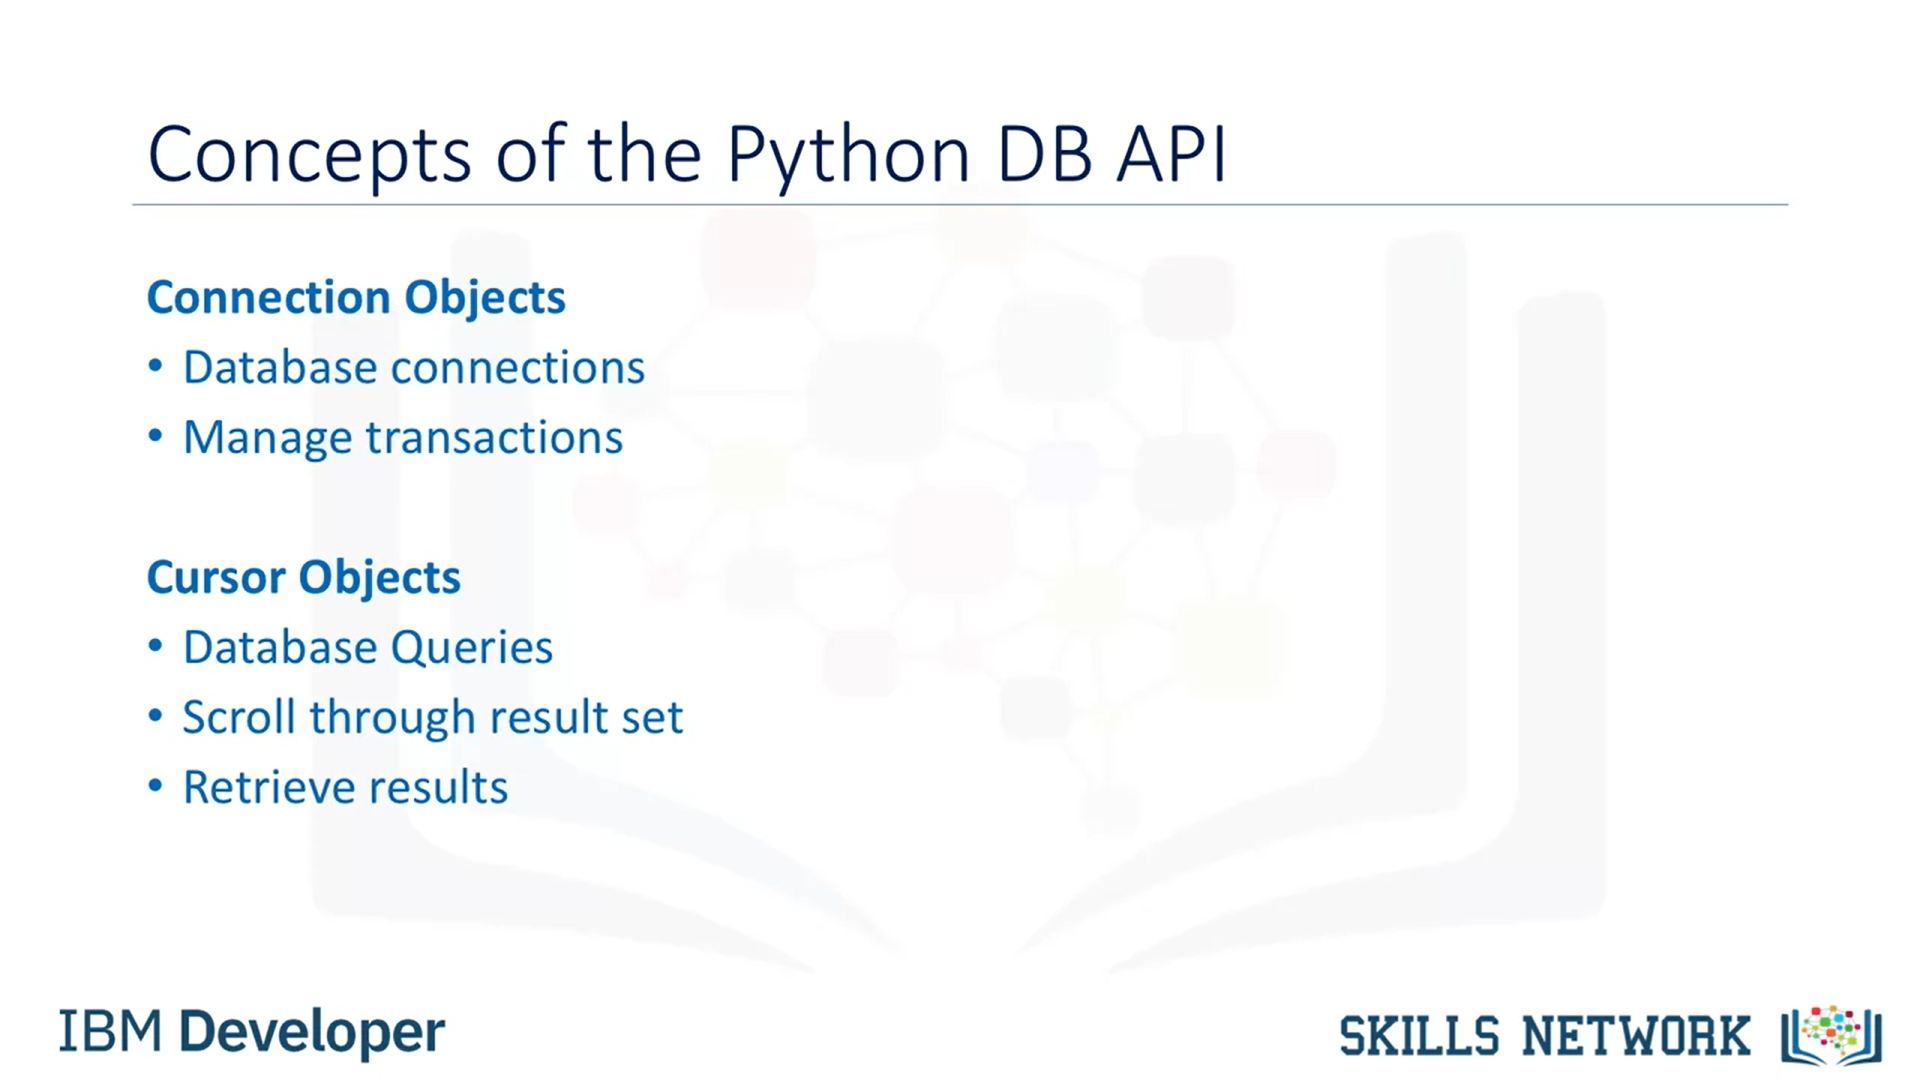 Concepts of the Python DB API
Connection Objects
• Database connections
• Manage transactions
Cursor Objects
• Database Queries
• Scroll through result set
• Retrieve results
IBM Developer
SKILLS NETWORK